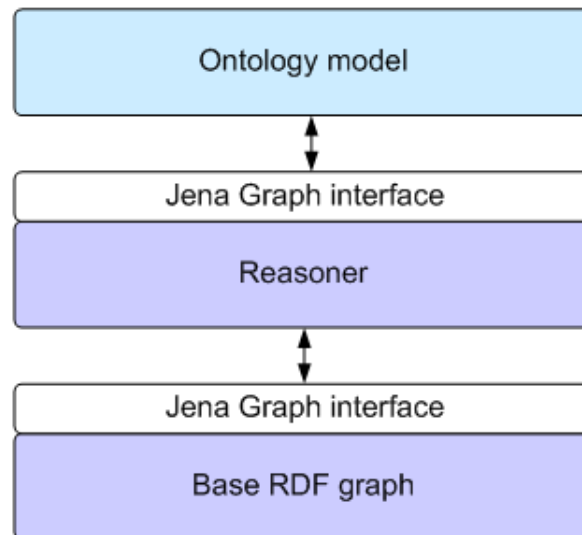 Ontology model
Jena Graph interface
Reasoner
Jena Graph interface
Base RDF graph